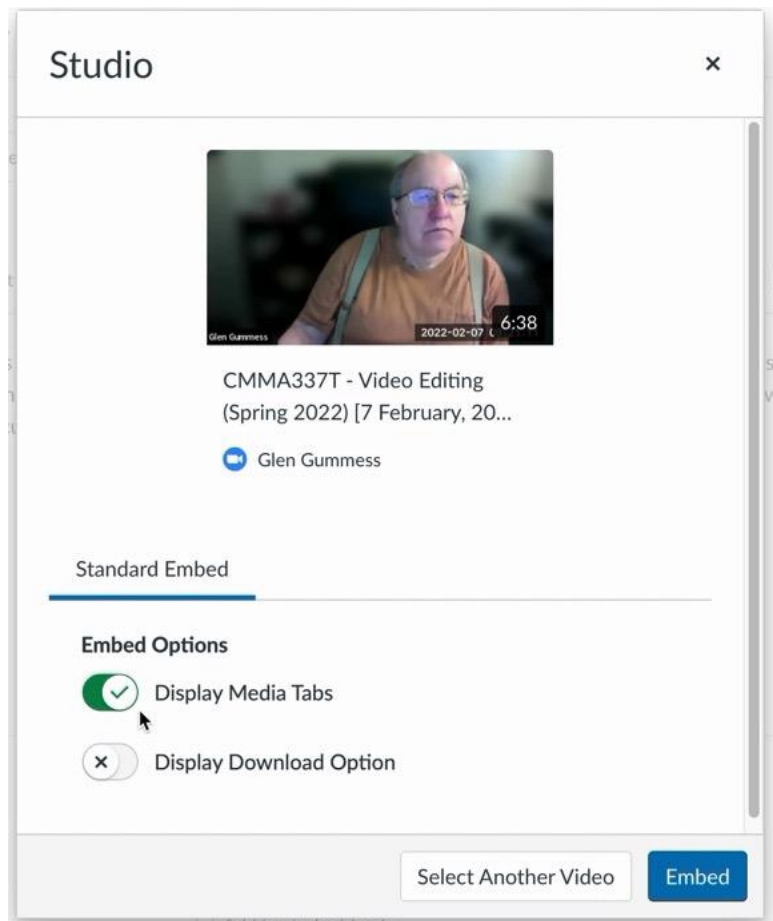 Studio
Glen Gummess
2022-02-07
6:38
CMMA337T - Video Editing
(Spring 2022) [7 February, 20...
Glen Gummess
Standard Embed
Embed Options
Display Media Tabs
Display Download Option
Select Another Video
Embed